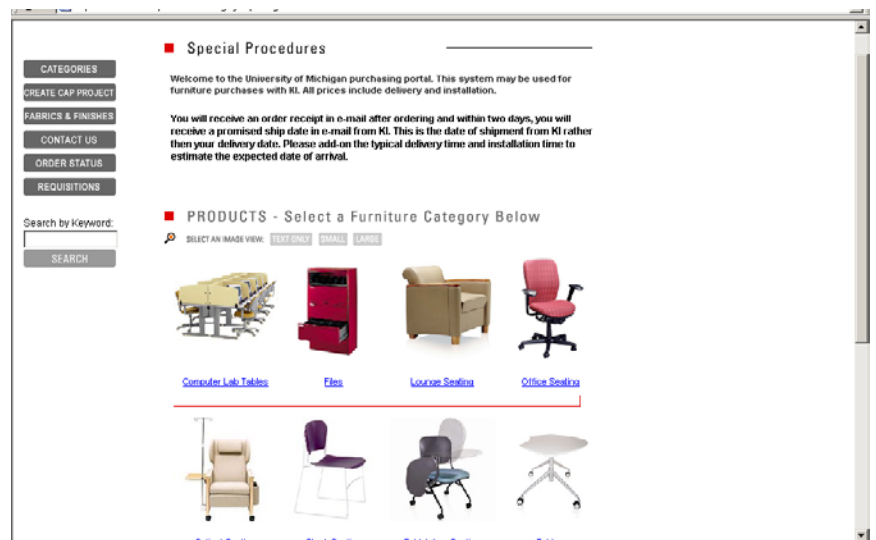 Special Procedures
CATEGORIES
CREATE CAP PROJECT
FABRICS & FINISHES
CONTACT US
ORDER STATUS
REQUISITIONS
Search by Keyword:
SEARCH
Welcome to the University of Michigan purchasing portal. This system may be used for
furniture purchases with KI. All prices include delivery and installation.
You will receive an order receipt in e-mail after ordering and within two days, you will
receive a promised ship date in e-mail from KI. This is the date of shipment from KI rather
then your delivery date. Please add-on the typical delivery time and installation time to
estimate the expected date of arrival.
PRODUCTS - Select a Furniture Category Below
SELECT AN IMAGE VIEW: TEXT ONLY SMALL LARGE
Computer Lab Tables Files Lounge Seating Office Seating